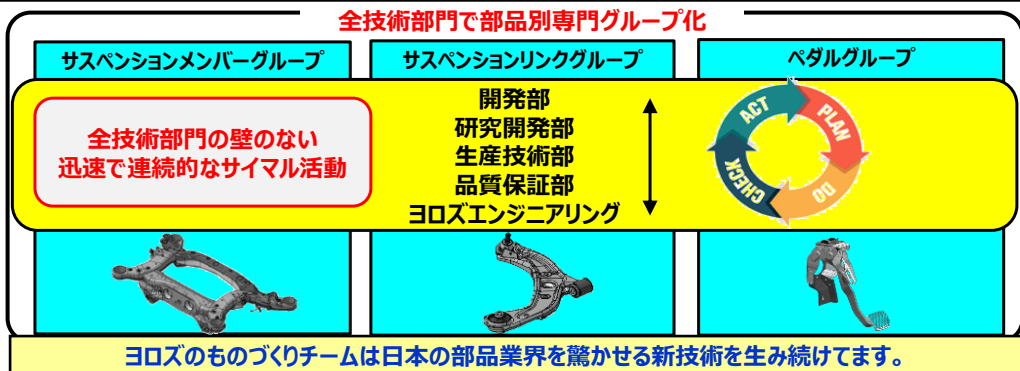 全技術部門で部品別専門グループ化
サスペンションメンバーグループ
サスペンションリンクグループ
ペダルグループ
全技術部門の壁のない
迅速で連続的なサイマル活動
開発部
研究開発部
生産技術部
品質保証部
ヨロズエンジニアリング
ACT
PLAN
DO
CHECK
ヨロズのものづくりチームは日本の部品業界を驚かせる新技術を生み続けてます。